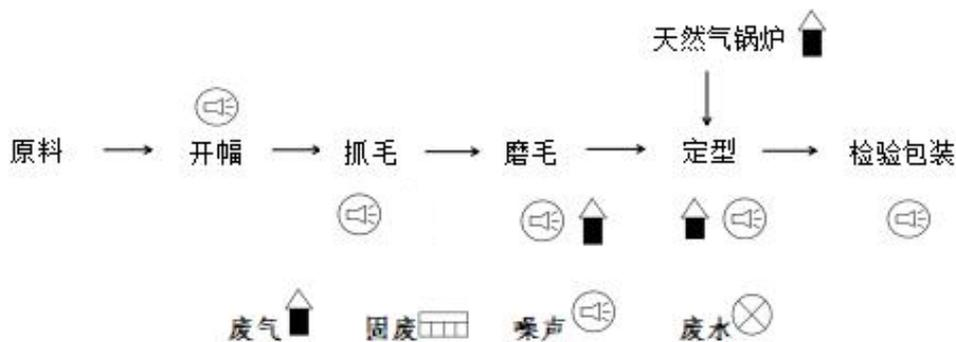 天然气锅炉
原料 开幅 抓毛 磨毛 定型 检验包装
废气 固废 噪声 废水